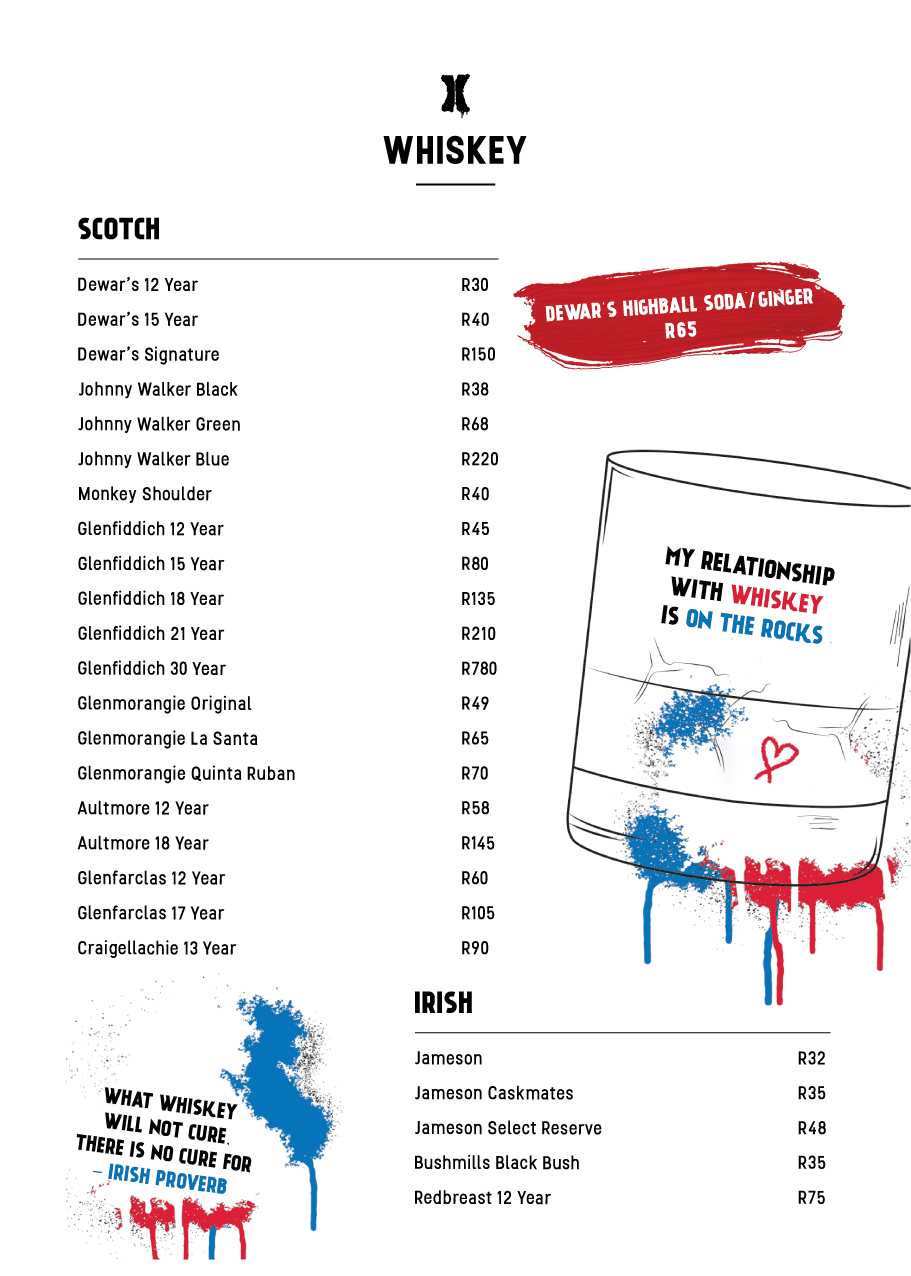 WHISKEY
SCOTCH
Dewar's 12 Year R30
Dewar's 15 Year R40
Dewar's Signature R150
Johnny Walker Black R38
Johnny Walker Green R68
Johnny Walker Blue R220
Monkey Shoulder R40
Glenfiddich 12 Year R45
Glenfiddich 15 Year R80
Glenfiddich 18 Year R135
Glenfiddich 21 Year R210
Glenfiddich 30 Year R780
Glenmorangie Original R49
Glenmorangie La Santa R65
Glenmorangie Quinta Ruban R70
Aultmore 12 Year R58
Aultmore 18 Year R145
Glenfarclas 12 Year R60
Glenfarclas 17 Year R105
Craigellachie 13 Year R90
DEWAR'S HIGHBALL SODA / GINGER
R65
MY RELATIONSHIP
WITH WHISKEY
IS ON THE ROCKS
WHAT WHISKEY
WILL NOT CURE,
THERE IS NO CURE FOR
– IRISH PROVERB
IRISH
Jameson R32
Jameson Caskmates R35
Jameson Select Reserve R48
Bushmills Black Bush R35
Redbreast 12 Year R75